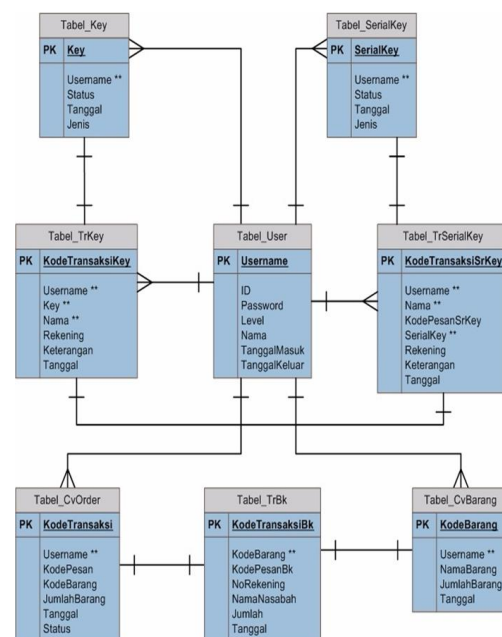 Tabel_Key
PK Key
Username **
Status
Tanggal
Jenis
Tabel_SerialKey
PK SerialKey
Username **
Status
Tanggal
Jenis
Tabel_TrKey
PK KodeTransaksiKey
Username **
Key **
Nama **
Rekening
Keterangan
Tanggal
Tabel_User
PK Username
ID
Password
Level
Nama
TanggalMasuk
TanggalKeluar
Tabel_TrSerialKey
PK KodeTransaksiSrKey
Username **
Nama **
KodePesanSrKey
SerialKey **
Rekening
Keterangan
Tanggal
Tabel_CvOrder
PK KodeTransaksi
Username **
KodePesan
KodeBarang
JumlahBarang
Tanggal
Status
Tabel_TrBk
PK KodeTransaksiBk
KodeBarang **
KodePesanBk
NoRekening
NamaNasabah
Jumlah
Tanggal
Tabel_CvBarang
PK KodeBarang
Username **
NamaBarang
JumlahBarang
Tanggal